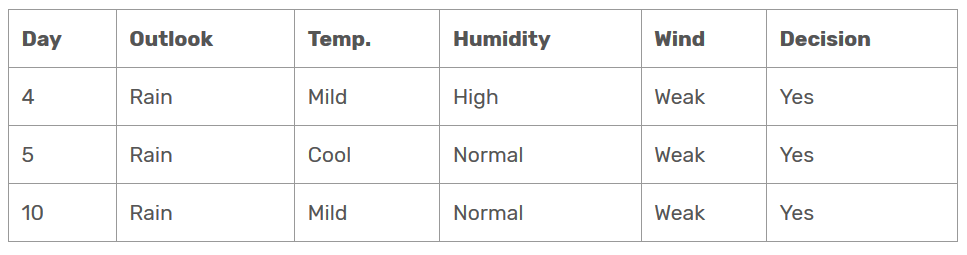 Day Outlook Temp. Humidity Wind Decision
4 Rain Mild High Weak Yes
5 Rain Cool Normal Weak Yes
10 Rain Mild Normal Weak Yes